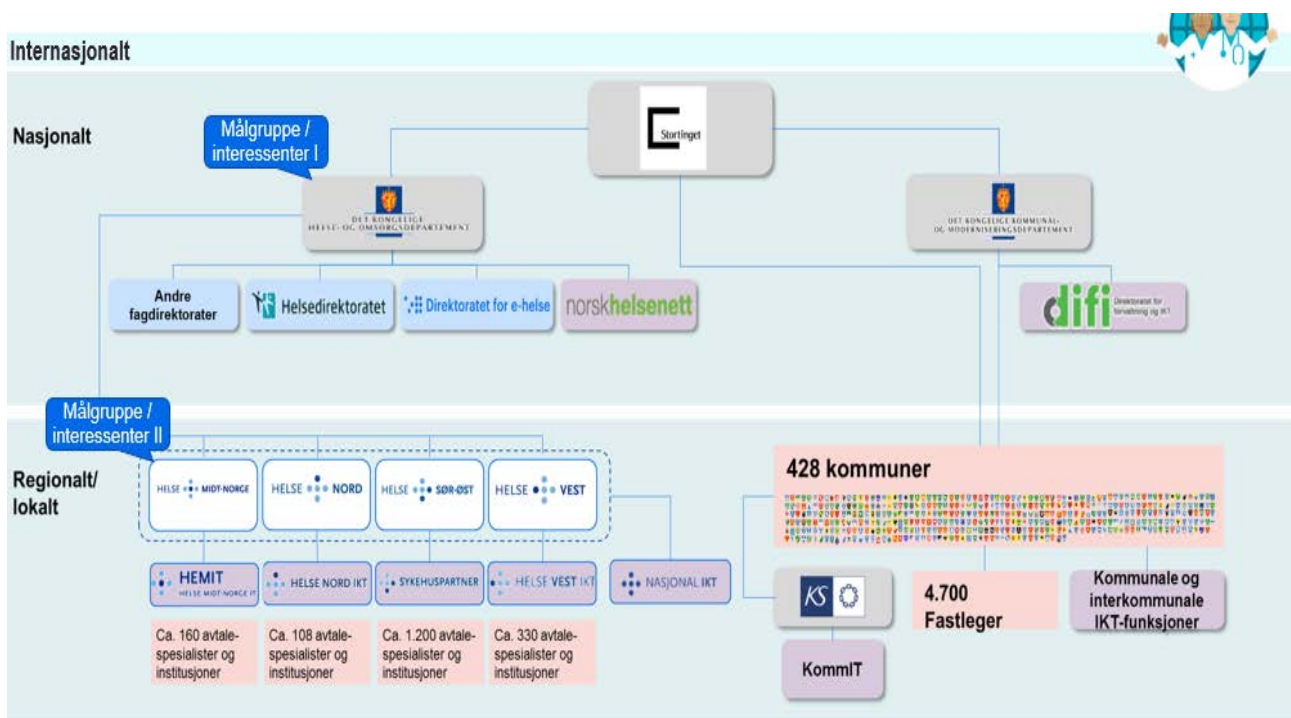 Internasjonalt
Nasjonalt
Målgruppe /
interessenter I
Stortinget
DET KONGELIGE
HELSE- OG OMSORGSDEPARTEMENT
DET KONGELIGE KOMMUNAL-
OG MODERNISERINGSDEPARTEMENT
Andre
fagdirektorater
Helsedirektoratet
Direktoratet for e-helse
norskhelsenett
difi
Direktoratet for
forvaltning og IKT
Målgruppe /
interessenter II
Regionalt/
lokalt
HELSE MIDT-NORGE
HELSE NORD
HELSE SØR-ØST
HELSE VEST
428 kommuner
HEMIT
HELSE MIDT-NORGE IT
HELSE NORD IKT
SYKEHUSPARTNER
HELSE VEST IKT
NASJONAL IKT
KS
4.700
Fastleger
Kommunale og
interkommunale
IKT-funksjoner
Ca. 160 avtale-
spesialister og
institusjoner
Ca. 108 avtale-
spesialister og
institusjoner
Ca. 1.200 avtale-
spesialister og
institusjoner
Ca. 330 avtale-
spesialister og
institusjoner
KommIT